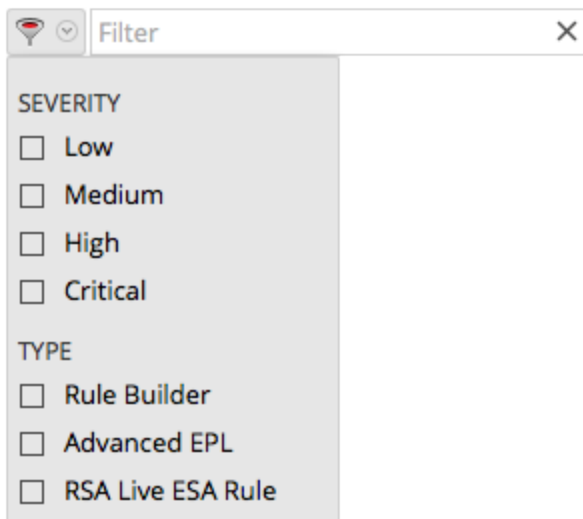 Filter
SEVERITY
Low
Medium
High
Critical
TYPE
Rule Builder
Advanced EPL
RSA Live ESA Rule